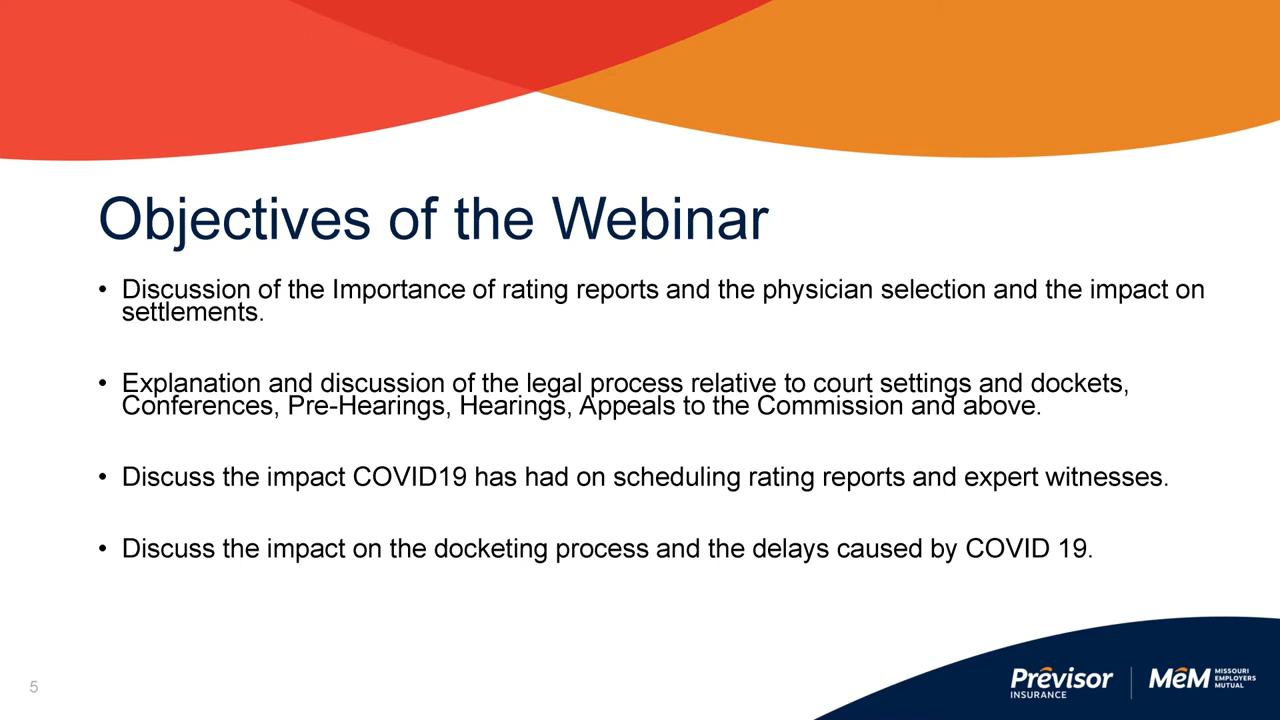 Objectives of the Webinar
• Discussion of the Importance of rating reports and the physician selection and the impact on
settlements.
• Explanation and discussion of the legal process relative to court settings and dockets,
Conferences, Pre-Hearings, Hearings, Appeals to the Commission and above.
• Discuss the impact COVID19 has had on scheduling rating reports and expert witnesses.
• Discuss the impact on the docketing process and the delays caused by COVID 19.
5
Prêvisor
INSURANCE
MêM
MISSOURI
EMPLOYERS
MUTUAL